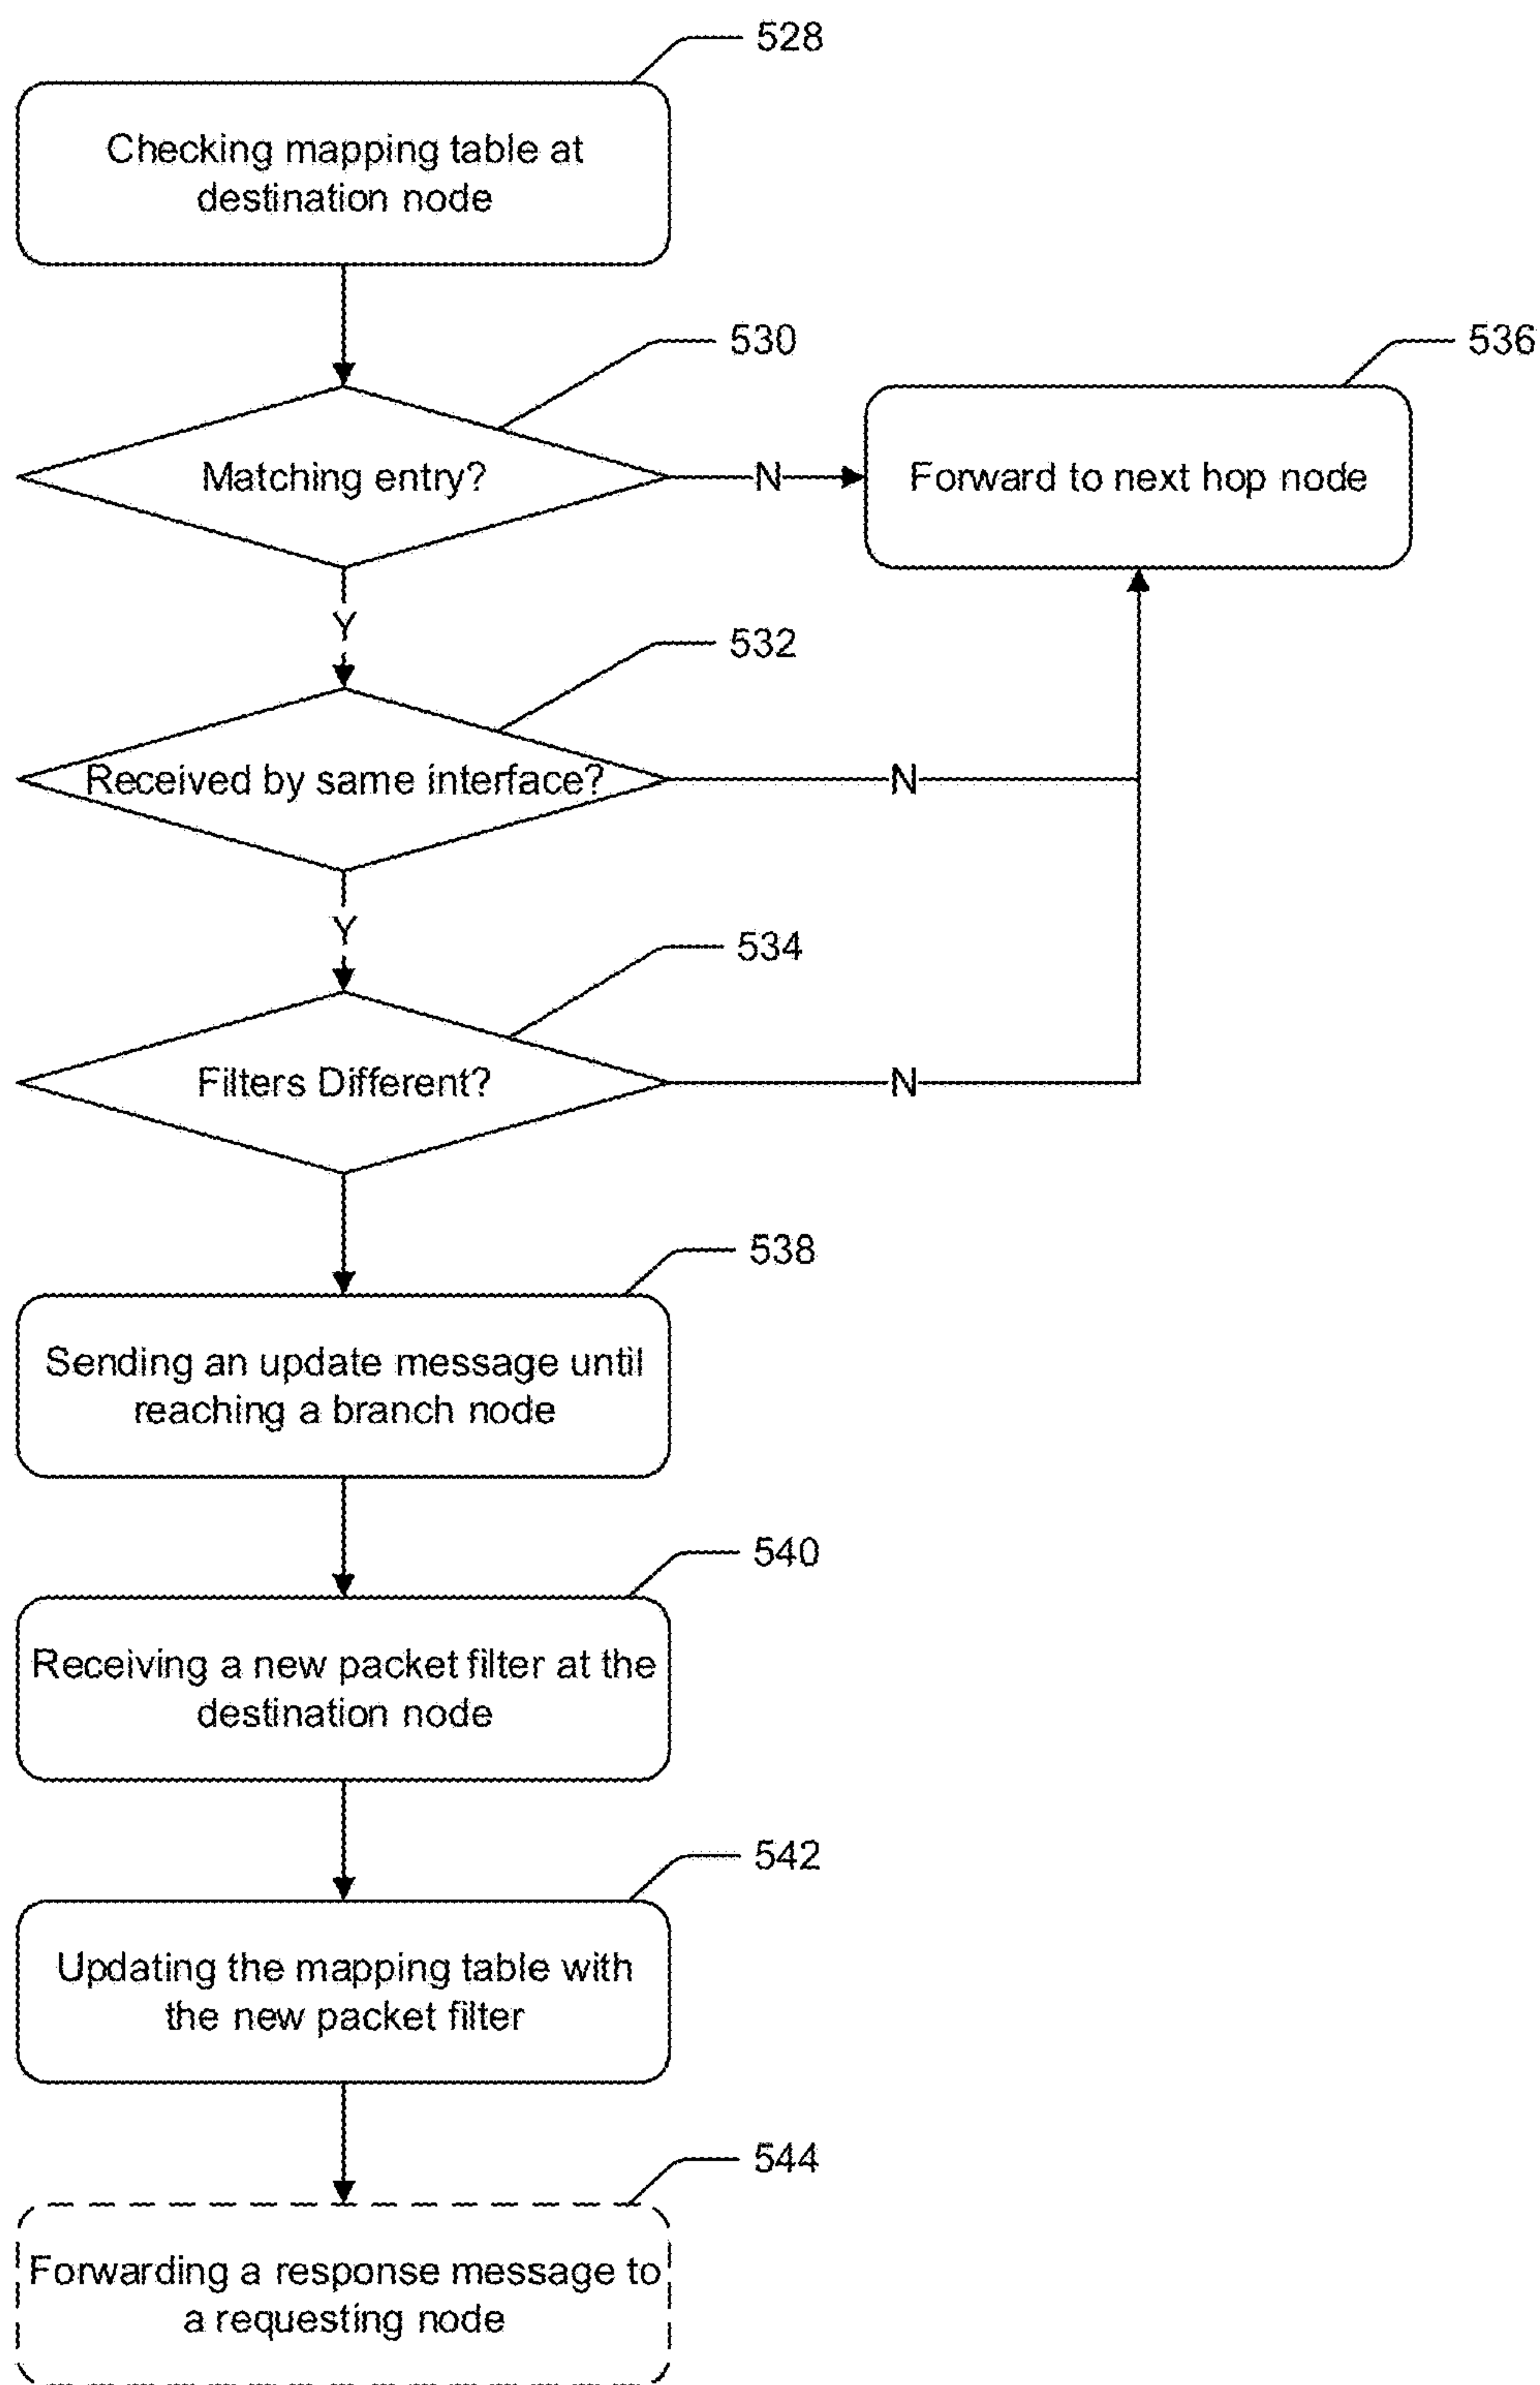 528
Checking mapping table at
destination node
530
536
Matching entry?
N
Forward to next hop node
Y
532
Received by same interface?
N
Y
534
Filters Different?
N
538
Sending an update message until
reaching a branch node
540
Receiving a new packet filter at the
destination node
542
Updating the mapping table with
the new packet filter
544
Forwarding a response message to
a requesting node